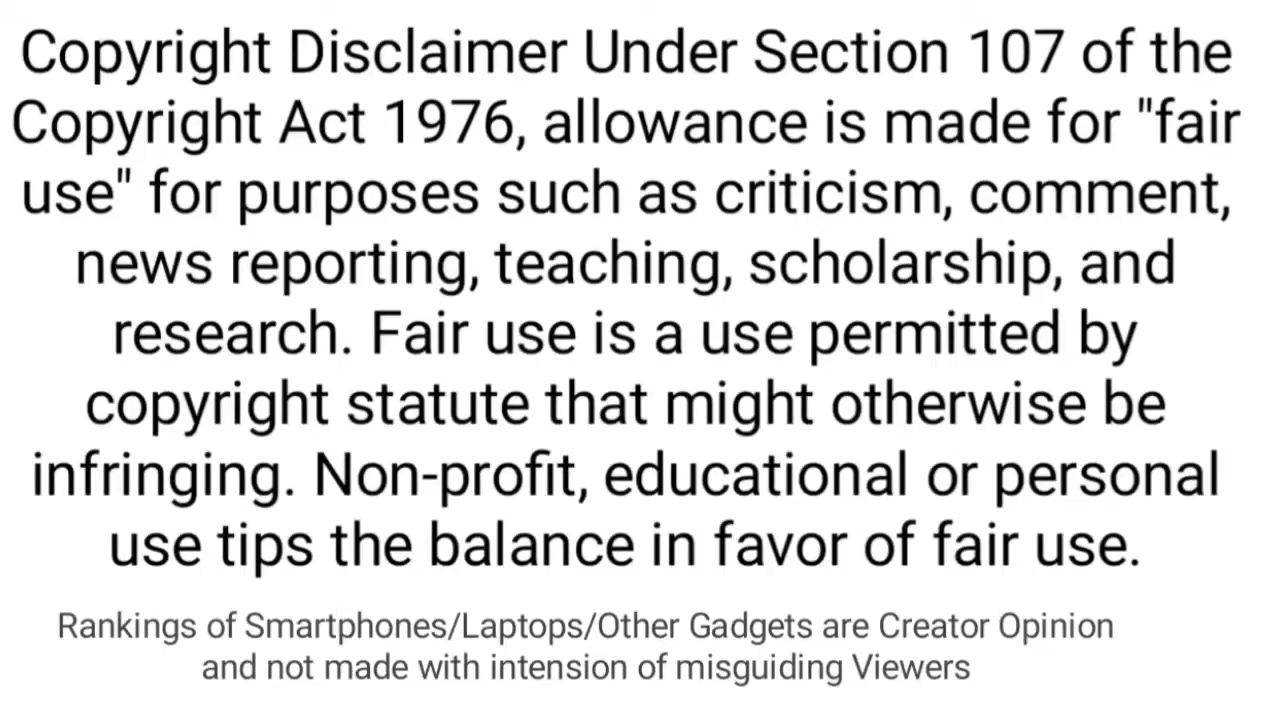 Copyright Disclaimer Under Section 107 of the
Copyright Act 1976, allowance is made for "fair
use" for purposes such as criticism, comment,
news reporting, teaching, scholarship, and
research. Fair use is a use permitted by
copyright statute that might otherwise be
infringing. Non-profit, educational or personal
use tips the balance in favor of fair use.
Rankings of Smartphones/Laptops/Other Gadgets are Creator Opinion
and not made with intension of misguiding Viewers